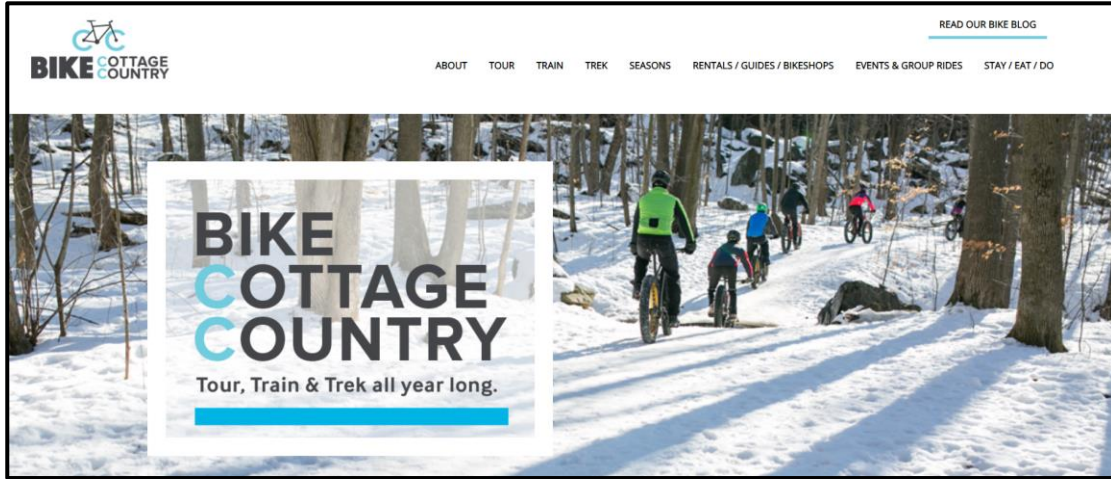 READ OUR BIKE BLOG
BIKE COTTAGE
COUNTRY
ABOUT TOUR TRAIN TREK SEASONS RENTALS / GUIDES / BIKESHOPS EVENTS & GROUP RIDES STAY / EAT / DO
BIKE
COTTAGE
COUNTRY
Tour, Train & Trek all year long.